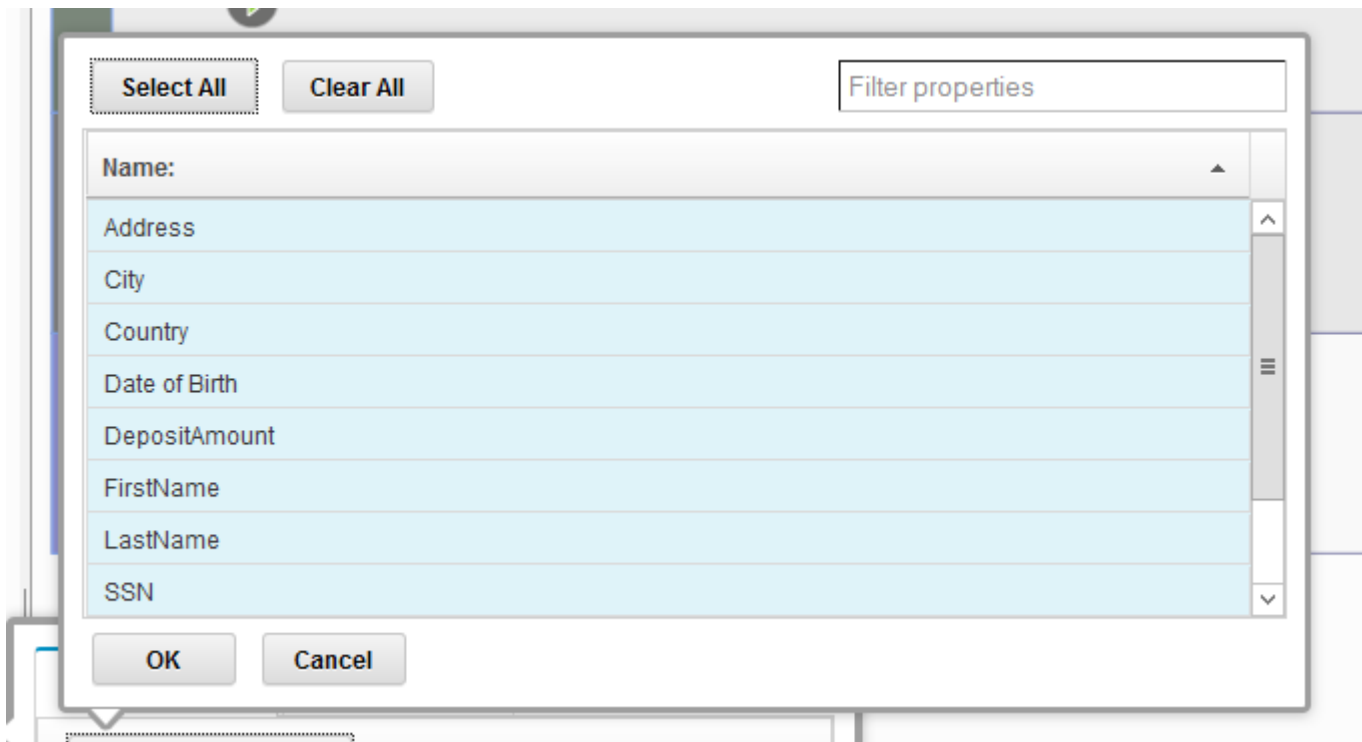 Select All Clear All Filter properties
Name:
Address
City
Country
Date of Birth
DepositAmount
FirstName
LastName
SSN
OK Cancel